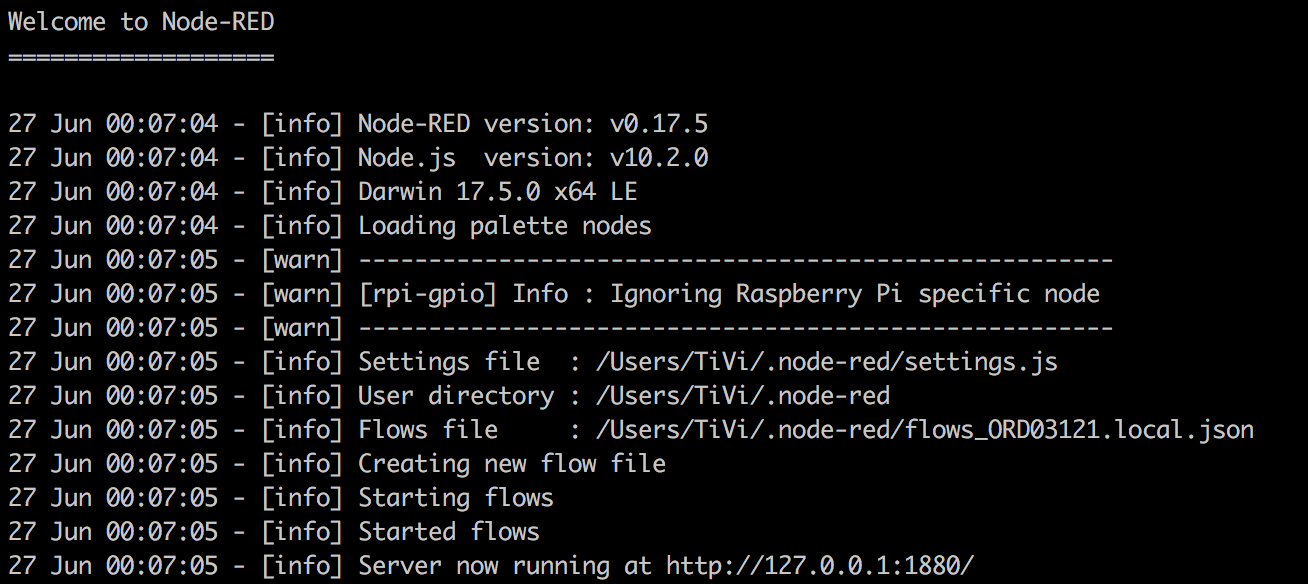 Welcome to Node-RED
===================
27 Jun 00:07:04 - [info] Node-RED version: v0.17.5
27 Jun 00:07:04 - [info] Node.js  version: v10.2.0
27 Jun 00:07:04 - [info] Darwin 17.5.0 x64 LE
27 Jun 00:07:04 - [info] Loading palette nodes
27 Jun 00:07:05 - [warn] ------------------------------------------------------
27 Jun 00:07:05 - [warn] [rpi-gpio] Info : Ignoring Raspberry Pi specific node
27 Jun 00:07:05 - [warn] ------------------------------------------------------
27 Jun 00:07:05 - [info] Settings file  : /Users/TiVi/.node-red/settings.js
27 Jun 00:07:05 - [info] User directory : /Users/TiVi/.node-red
27 Jun 00:07:05 - [info] Flows file     : /Users/TiVi/.node-red/flows_ORD03121.local.json
27 Jun 00:07:05 - [info] Creating new flow file
27 Jun 00:07:05 - [info] Starting flows
27 Jun 00:07:05 - [info] Started flows
27 Jun 00:07:05 - [info] Server now running at http://127.0.0.1:1880/